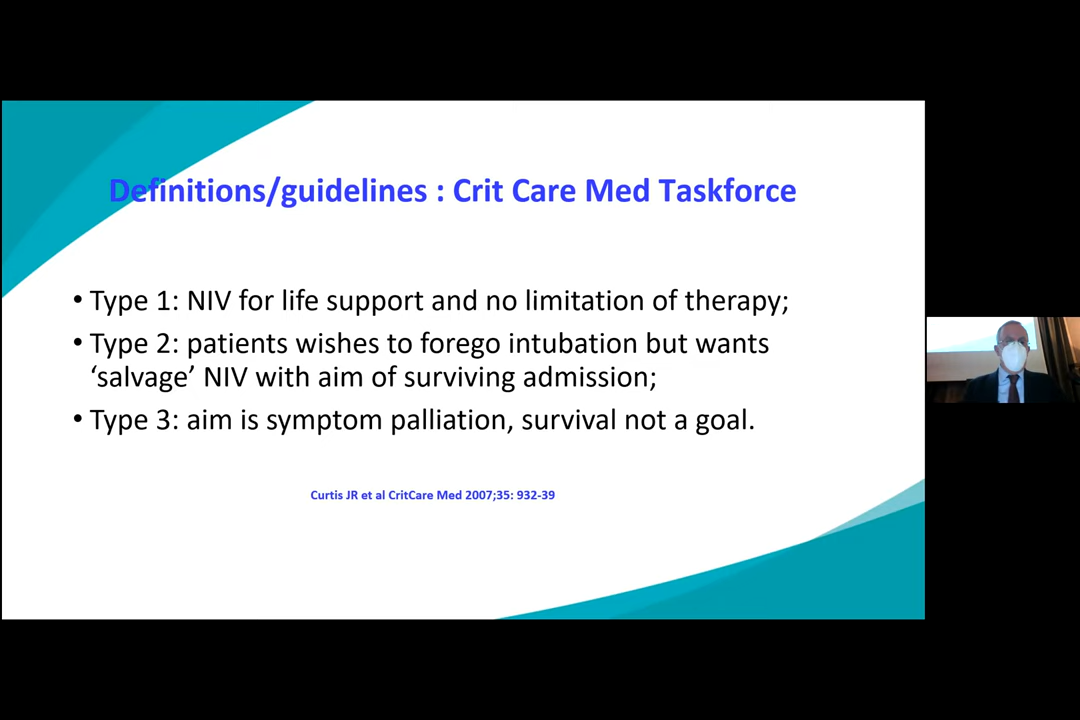 Definitions/guidelines : Crit Care Med Taskforce
• Type 1: NIV for life support and no limitation of therapy;
• Type 2: patients wishes to forego intubation but wants
‘salvage’ NIV with aim of surviving admission;
• Type 3: aim is symptom palliation, survival not a goal.
Curtis JR et al CritCare Med 2007;35: 932-39